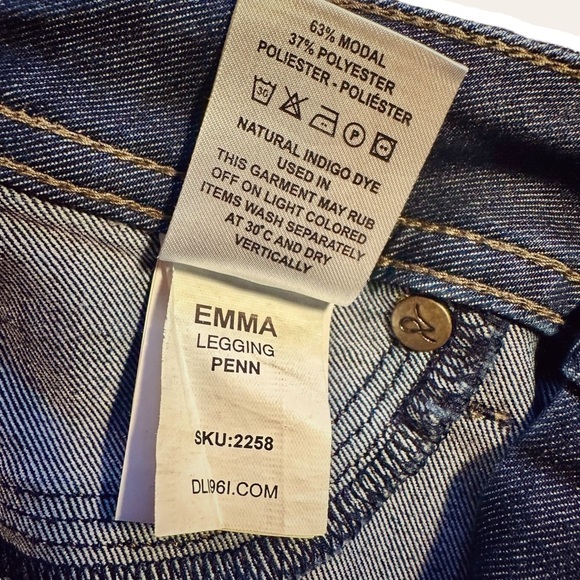 63% MODAL
37% POLYESTER
POLIESTER - POLIÉSTER
30 P
NATURAL INDIGO DYE
USED IN
THIS GARMENT MAY RUB
OFF ON LIGHT COLORED
ITEMS WASH SEPARATELY
AT 30°C AND DRY
VERTICALLY
EMMA
LEGGING
PENN
SKU:2258
DL1961.COM